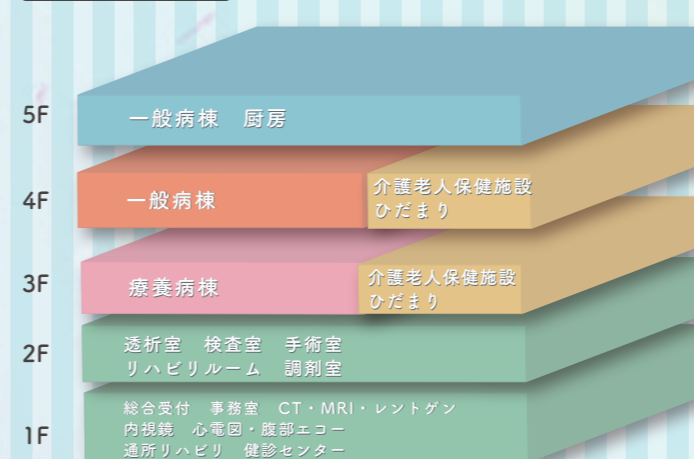 5F
一般病棟　厨房
4F
一般病棟
介護老人保健施設
ひだまり
3F
療養病棟
介護老人保健施設
ひだまり
2F
透析室　検査室　手術室
リハビリルーム　調剤室
1F
総合受付　事務室　CT・MRI・レントゲン
内視鏡　心電図・腹部エコー
通所リハビリ　健診センター